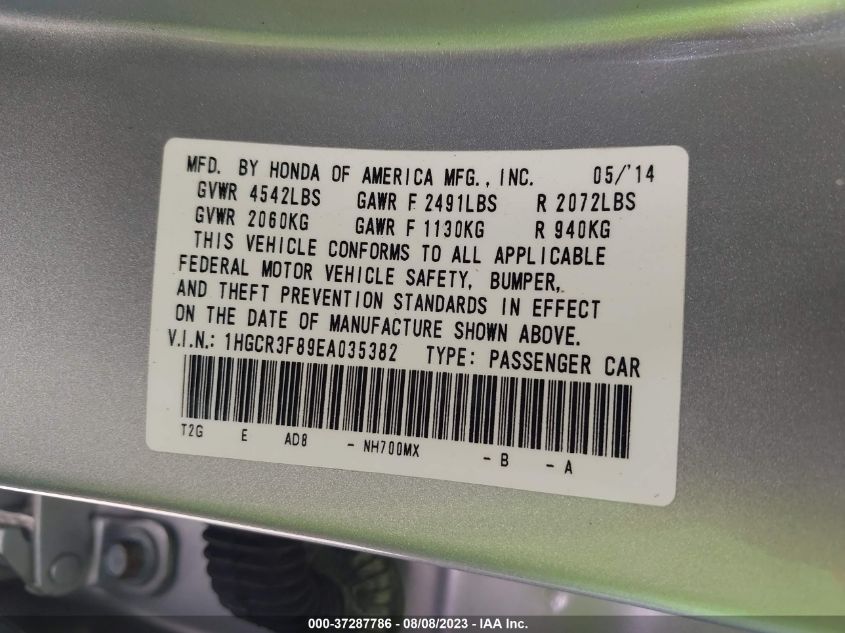 MFD. BY HONDA OF AMERICA MFG., INC. 05/'14
GVWR 4542LBS GAWR F 2491LBS R 2072LBS
GVWR 2060KG GAWR F 1130KG R 940KG
THIS VEHICLE CONFORMS TO ALL APPLICABLE
FEDERAL MOTOR VEHICLE SAFETY, BUMPER,
AND THEFT PREVENTION STANDARDS IN EFFECT
ON THE DATE OF MANUFACTURE SHOWN ABOVE.
V.I.N.: 1HGCR3F89EA035382 TYPE: PASSENGER CAR
T2G E AD8 - NH700MX - B - A
000-37287786 - 08/08/2023 - IAA Inc.